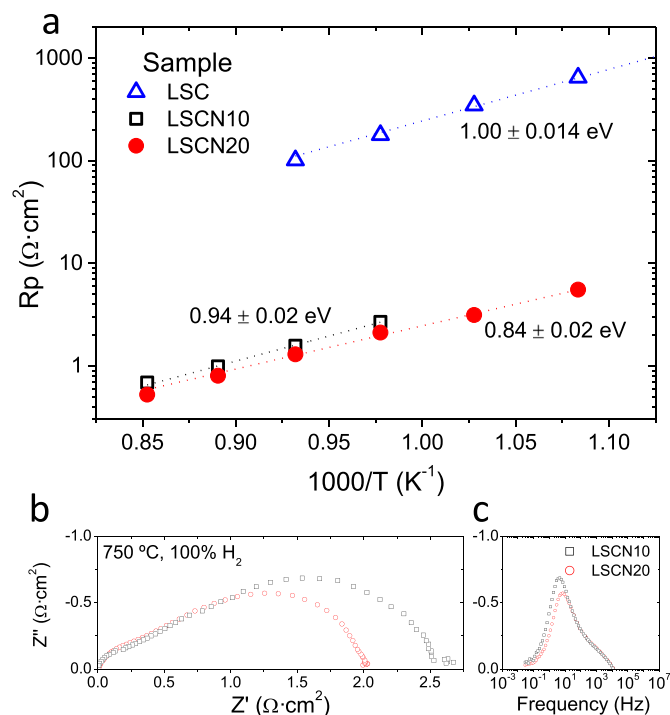 a
Sample
LSC
LSCN10
LSCN20
1000
100
10
1
Rp (Ω·cm²)
1.00 ± 0.014 eV
0.94 ± 0.02 eV
0.84 ± 0.02 eV
0.85 0.90 0.95 1.00 1.05 1.10
1000/T (K⁻¹)
b
750 ºC, 100% H₂
-1.0
-0.5
0.0
Z'' (Ω·cm²)
0.0 0.5 1.0 1.5 2.0 2.5
Z' (Ω·cm²)
c
LSCN10
LSCN20
-1.0
-0.5
0.0
10⁻³ 10⁻¹ 10¹ 10³ 10⁵ 10⁷
Frequency (Hz)